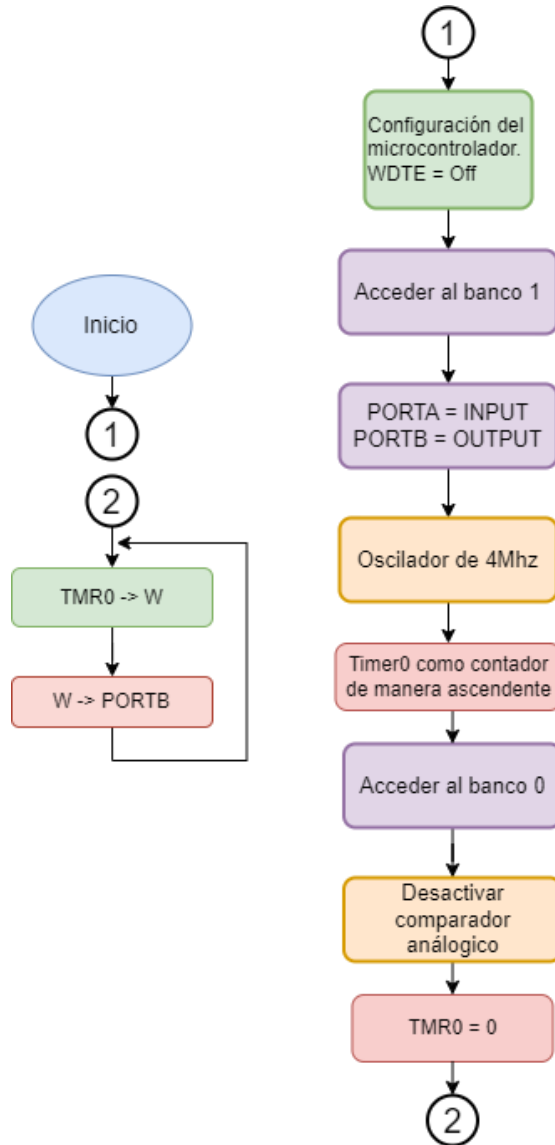 Inicio
1
2
TMR0 -> W
W -> PORTB
1
Configuración del
microcontrolador.
WDTE = Off
Acceder al banco 1
PORTA = INPUT
PORTB = OUTPUT
Oscilador de 4Mhz
Timer0 como contador
de manera ascendente
Acceder al banco 0
Desactivar
comparador
análogico
TMR0 = 0
2